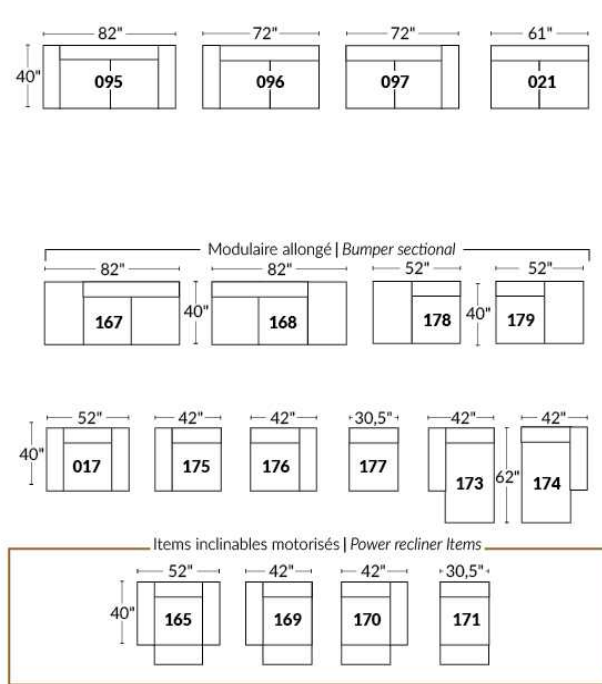 82" 72" 72" 61"
40" 095 096 097 021
Modulaire allongé | Bumper sectional
82" 82" 52" 52"
167 40" 168 178 40" 179
52" 42" 42" 30,5" 42" 42"
40" 017 175 176 177 173 62" 174
Items inclinables motorisés | Power recliner Items
52" 42" 42" 30,5"
40" 165 169 170 171